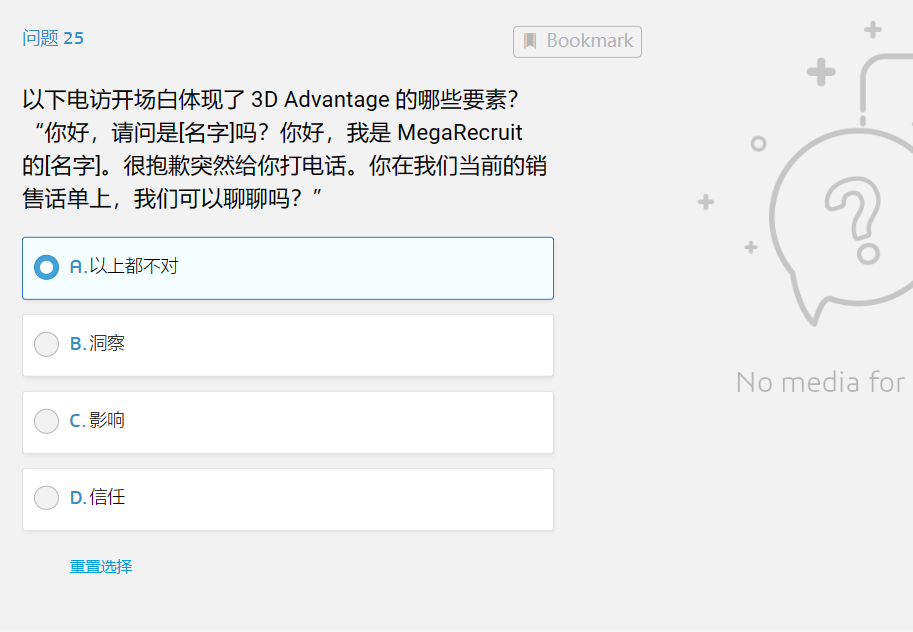 问题 25
Bookmark
以下电访开场白体现了 3D Advantage 的哪些要素？
“你好，请问是[名字]吗？你好，我是 MegaRecruit
的[名字]。很抱歉突然给你打电话。你在我们当前的销
售话单上，我们可以聊聊吗？”
A.以上都不对
B.洞察
C.影响
D.信任
重置选择
No media for